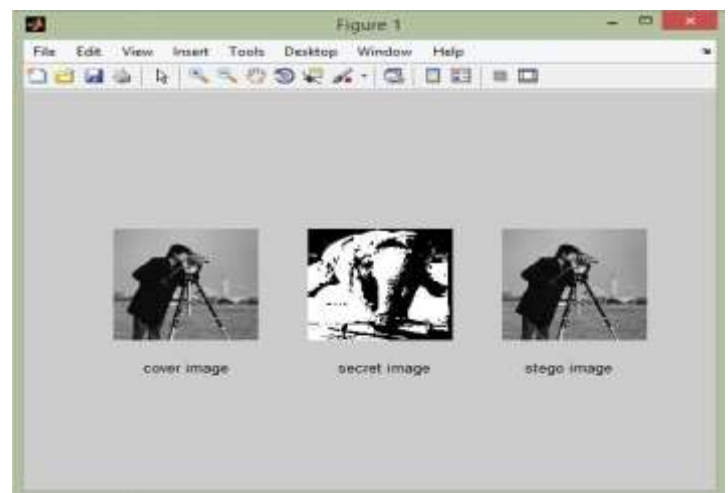 Figure 1
File Edit View Insert Tools Desktop Window Help
cover image secret image stego image